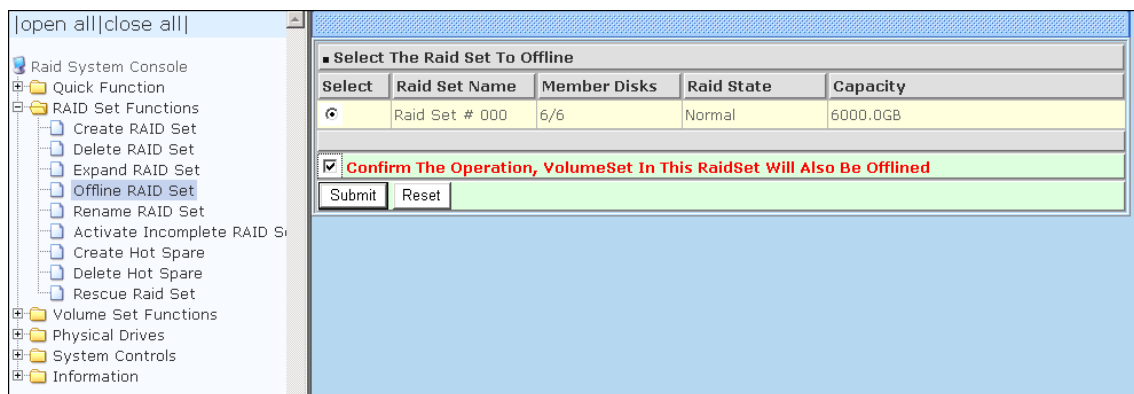 |open all|close all|
Raid System Console
Quick Function
RAID Set Functions
Create RAID Set
Delete RAID Set
Expand RAID Set
Offline RAID Set
Rename RAID Set
Activate Incomplete RAID S
Create Hot Spare
Delete Hot Spare
Rescue Raid Set
Volume Set Functions
Physical Drives
System Controls
Information
Select The Raid Set To Offline
Select Raid Set Name Member Disks Raid State Capacity
Raid Set # 000 6/6 Normal 6000.0GB
Confirm The Operation, VolumeSet In This RaidSet Will Also Be Offlined
Submit Reset